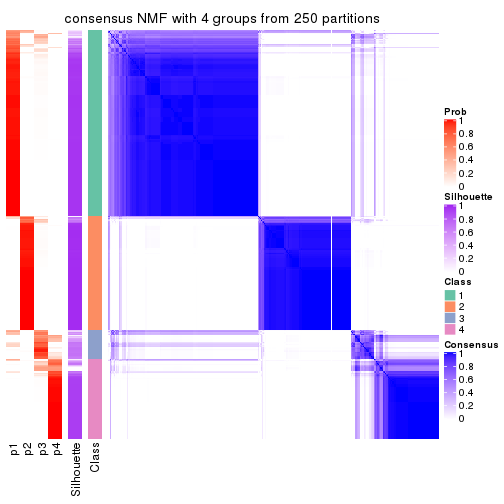 consensus NMF with 4 groups from 250 partitions
Prob
1
0.8
0.6
0.4
0.2
0
Silhouette
1
0.8
0.6
0.4
0.2
0
Class
1
2
3
4
Consensus
1
0.8
0.6
0.4
0.2
0
p1
p2
p3
p4
Silhouette
Class